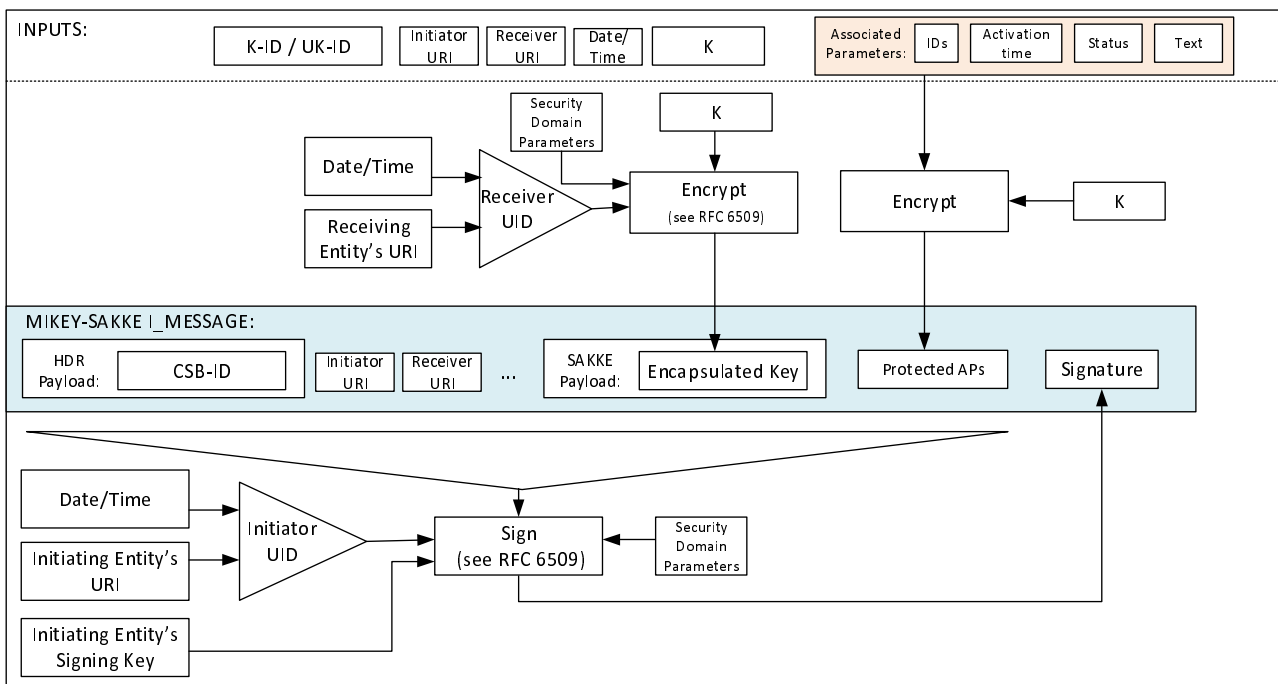 INPUTS:
K-ID / UK-ID
Initiator
URI
Receiver
URI
Date/
Time
K
Associated
Parameters:
IDs
Activation
time
Status
Text
Security
Domain
Parameters
K
Date/Time
Receiver
UID
Receiving
Entity's URI
Encrypt
(see RFC 6509)
Encrypt
K
MIKEY-SAKKE I_MESSAGE:
HDR
Payload:
CSB-ID
Initiator
URI
Receiver
URI
...
SAKKE
Payload:
Encapsulated Key
Protected APs
Signature
Date/Time
Initiator
UID
Initiating Entity's
URI
Sign
(see RFC 6509)
Security
Domain
Parameters
Initiating Entity's
Signing Key